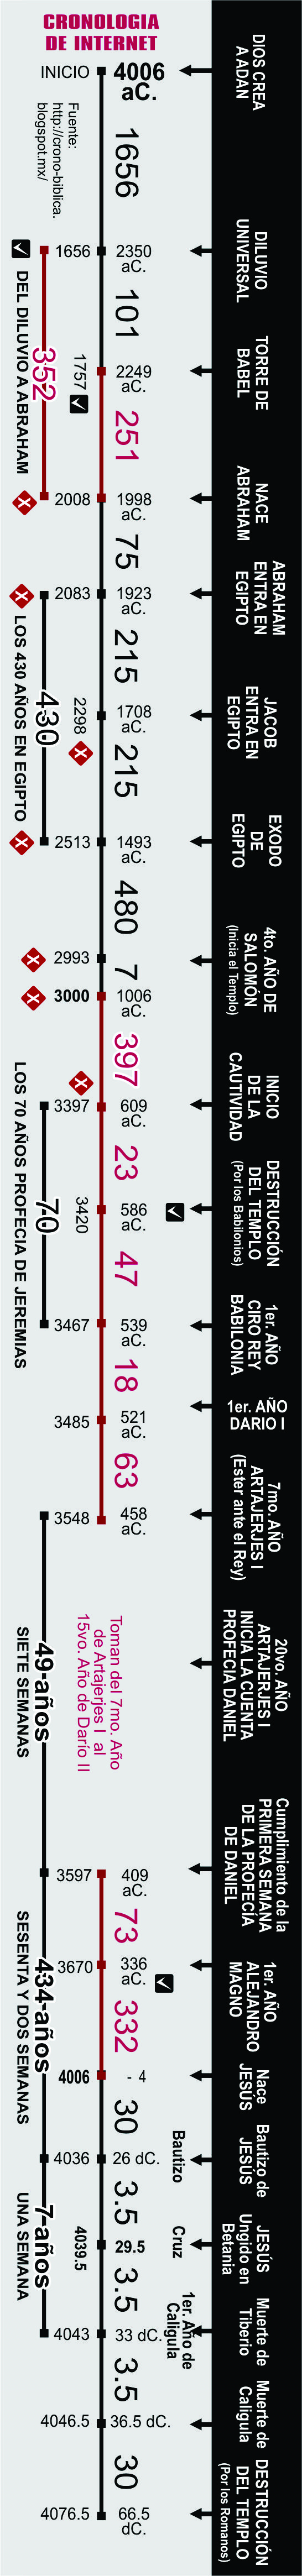 CRONOLOGIA
DE INTERNET
INICIO
4006
aC.
DIOS CREA
A ADAN
Fuente:
http://crono-biblica.
blogspot.mx/
1656
1656
2350
aC.
DILUVIO
UNIVERSAL
DEL DILUVIO A ABRAHAM
352
101
1757
2249
aC.
TORRE DE
BABEL
251
2008
1998
aC.
NACE
ABRAHAM
75
2083
1923
aC.
ABRAHAM
ENTRA EN
EGIPTO
LOS 430 AÑOS EN EGIPTO
430
215
2298
1708
aC.
JACOB
ENTRA EN
EGIPTO
215
2513
1493
aC.
EXODO
DE
EGIPTO
480
2993
4to. AÑO DE
SALOMÓN
(Inicia el Templo)
7
3000
1006
aC.
397
3397
609
aC.
INICIO
DE LA
CAUTIVIDAD
LOS 70 AÑOS PROFECIA DE JEREMIAS
70
23
3420
586
aC.
DESTRUCCIÓN
DEL TEMPLO
(Por los Babilonios)
47
3467
539
aC.
1er. AÑO
CIRO REY
BABILONIA
18
3485
521
aC.
1er. AÑO
DARIO I
63
3548
458
aC.
7mo. AÑO
ARTAJERJES I
(Ester ante el Rey)
49 años
SIETE SEMANAS
Toman del 7mo. Año
de Artajerjes I al
15vo. Año de Darío II
20vo. AÑO
ARTAJERJES I
INICIA LA CUENTA
PROFECIA DANIEL
3597
409
aC.
Cumplimiento de la
PRIMERA SEMANA
DE LA PROFECÍA
DE DANIEL
434 años
SESENTA Y DOS SEMANAS
73
3670
336
aC.
1er. AÑO
ALEJANDRO
MAGNO
332
4006
- 4
Nace
JESÚS
30
4036
26 dC.
Bautizo
Bautizo de
JESÚS
7 años
UNA SEMANA
3.5
4039.5
29.5
Cruz
JESÚS
Ungido en
Betania
3.5
4043
33 dC.
1er. Año de
Caligula
Muerte de
Tiberio
3.5
4046.5
36.5 dC.
Muerte de
Caligula
30
4076.5
66.5
dC.
DESTRUCCIÓN
DEL TEMPLO
(Por los Romanos)